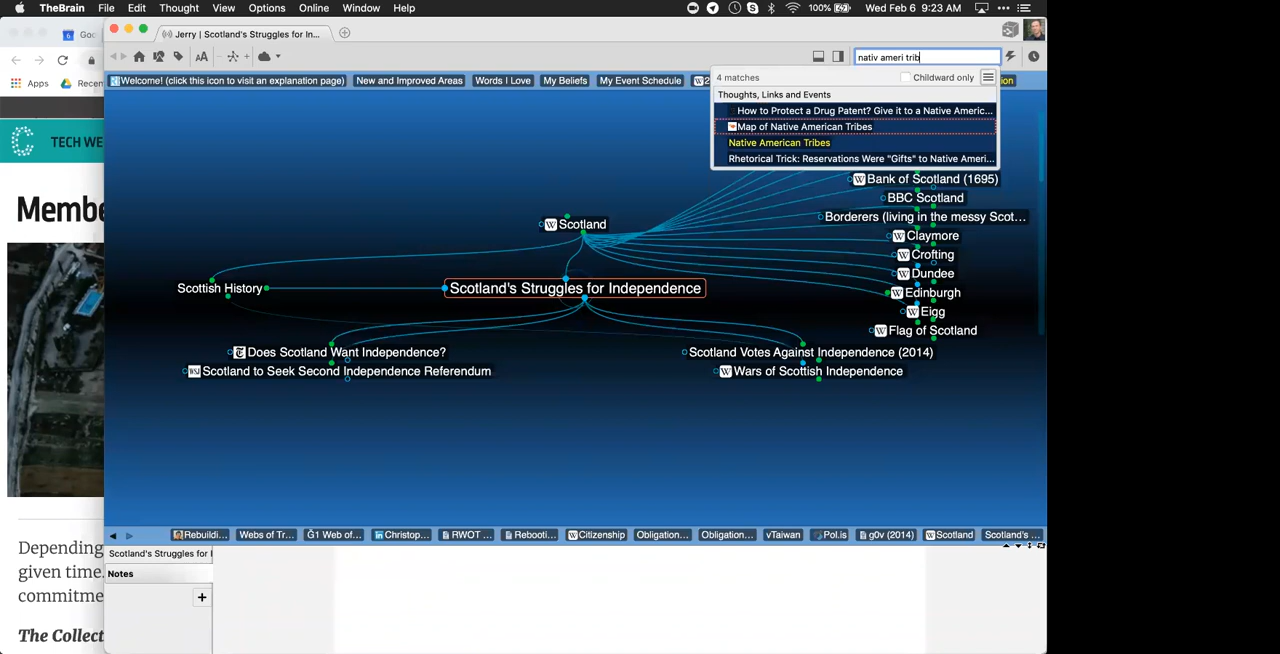 TheBrain File Edit Thought View Options Online Window Help 100% Wed Feb 6 9:23 AM
Jerry | Scotland's Struggles for In...
Goo
Apps Recen
AA
nativ ameri trib
4 matches Childward only
Thoughts, Links and Events
How to Protect a Drug Patent? Give it to a Native Americ...
Map of Native American Tribes
Native American Tribes
Rhetorical Trick: Reservations Were "Gifts" to Native Ameri...
Welcome! (click this icon to visit an explanation page) New and Improved Areas Words I Love My Beliefs My Event Schedule
TECH WE
Membe
Bank of Scotland (1695)
BBC Scotland
Borderers (living in the messy Scot...
Claymore
Crofting
Dundee
Edinburgh
Eigg
Flag of Scotland
Scotland
Scottish History
Scotland's Struggles for Independence
Does Scotland Want Independence?
Scotland to Seek Second Independence Referendum
Scotland Votes Against Independence (2014)
Wars of Scottish Independence
Rebuildi... Webs of Tr... Ğ1 Web of... Christop... RWOT ... Rebooti... Citizenship Obligation... Obligation... vTaiwan Pol.is g0v (2014) Scotland Scotland's ...
Scotland's Struggles for I
Notes
+
Depending
given time.
commitme
The Collect